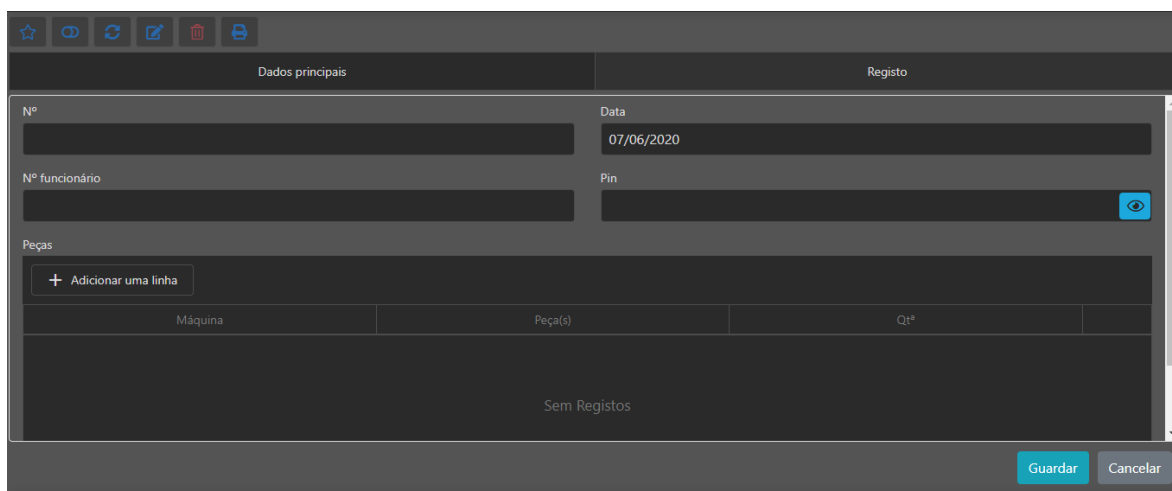 Dados principais
Registo
Nº
Data
07/06/2020
Nº funcionário
Pin
Peças
Adicionar uma linha
Máquina
Peça(s)
Qtª
Sem Registos
Guardar
Cancelar